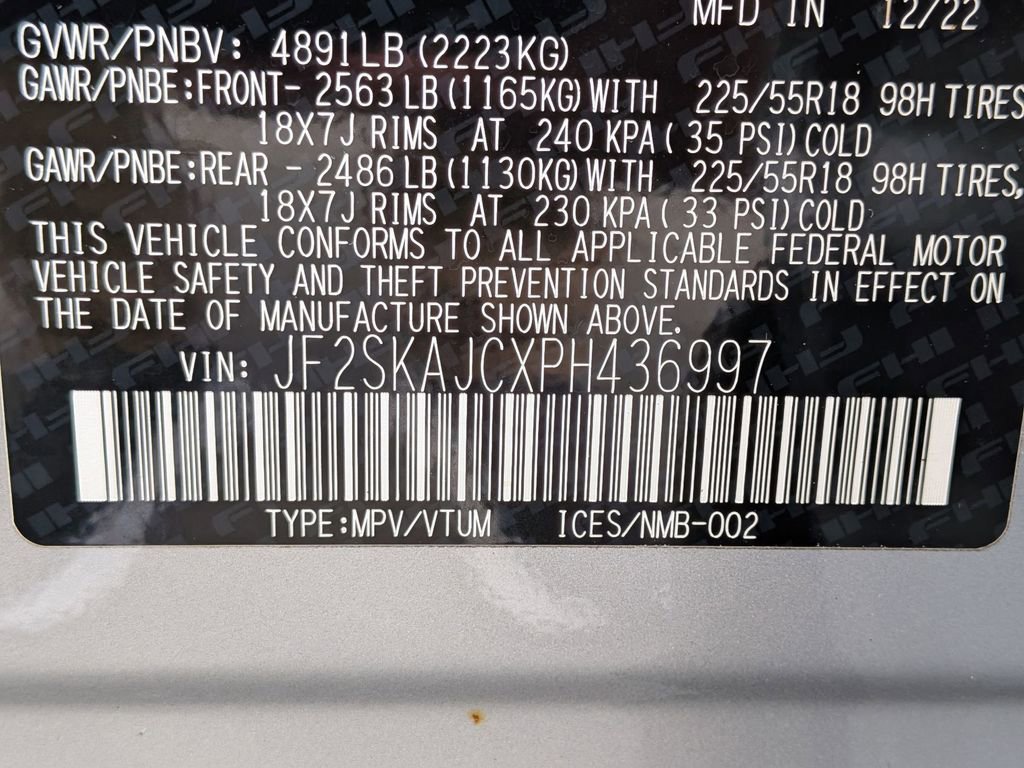 MFD IN 12/22
GVWR/PNBV: 4891LB (2223KG)
GAWR/PNBE:FRONT- 2563 LB (1165KG) WITH 225/55R18 98H TIRES
18X7J RIMS AT 240 KPA ( 35 PSI) COLD
GAWR/PNBE:REAR - 2486 LB (1130KG) WITH 225/55R18 98H TIRES,
18X7J RIMS AT 230 KPA ( 33 PSI) COLD
THIS VEHICLE CONFORMS TO ALL APPLICABLE FEDERAL MOTOR
VEHICLE SAFETY AND THEFT PREVENTION STANDARDS IN EFFECT ON
THE DATE OF MANUFACTURE SHOWN ABOVE.
VIN: JF2SKAJCXPH436997
TYPE:MPV/VTUM ICES/NMB-002